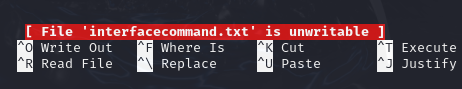 [ File 'interfacecommand.txt' is unwritable ]
^O Write Out ^F Where Is ^K Cut ^T Execute
^R Read File ^\ Replace ^U Paste ^J Justify